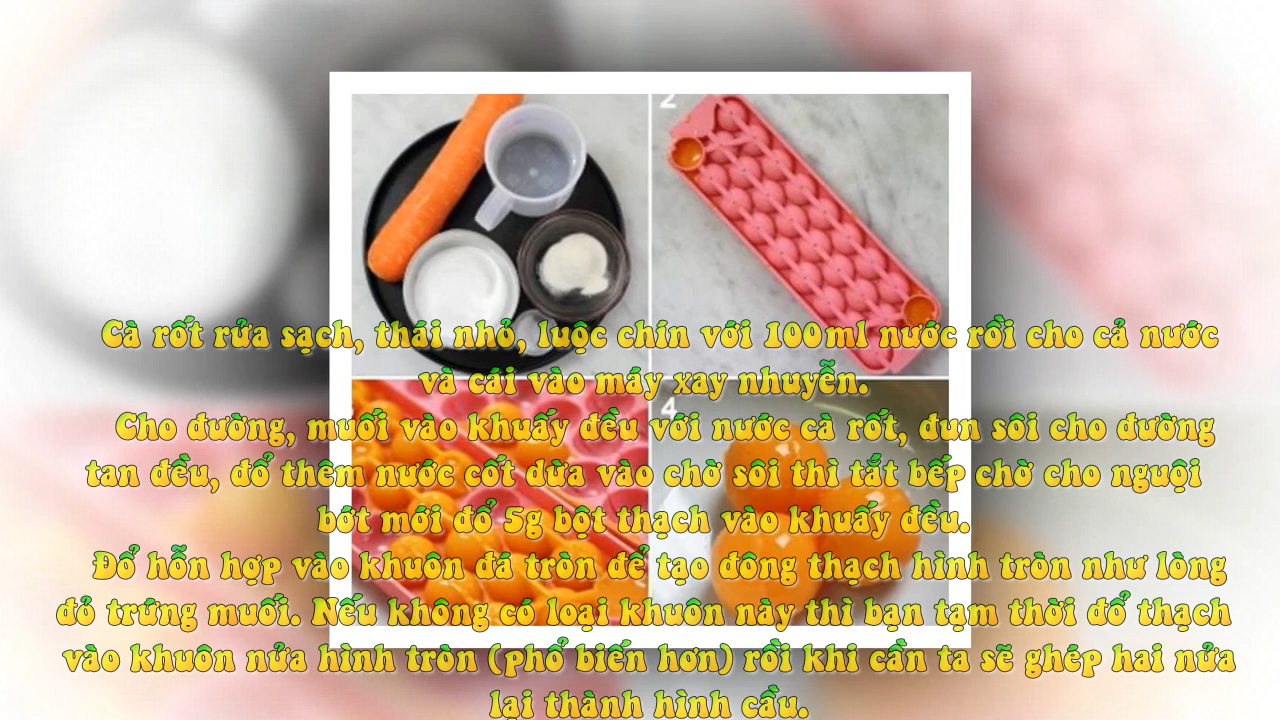 2
4
Cà rốt rửa sạch, thái nhỏ, luộc chín với 100ml nước rồi cho cả nước
và cái vào máy xay nhuyễn.
Cho đường, muối vào khuấy đều với nước cà rốt, đun sôi cho đường
tan đều, đổ thêm nước cốt dừa vào chờ sôi thì tắt bếp chờ cho nguội
bớt mới đổ 5g bột thạch vào khuấy đều.
Đổ hỗn hợp vào khuôn đá tròn để tạo đông thạch hình tròn như lòng
đỏ trứng muối. Nếu không có loại khuôn này thì bạn tạm thời đổ thạch
vào khuôn nửa hình tròn (phổ biến hơn) rồi khi cần ta sẽ ghép hai nửa
lại thành hình cầu.